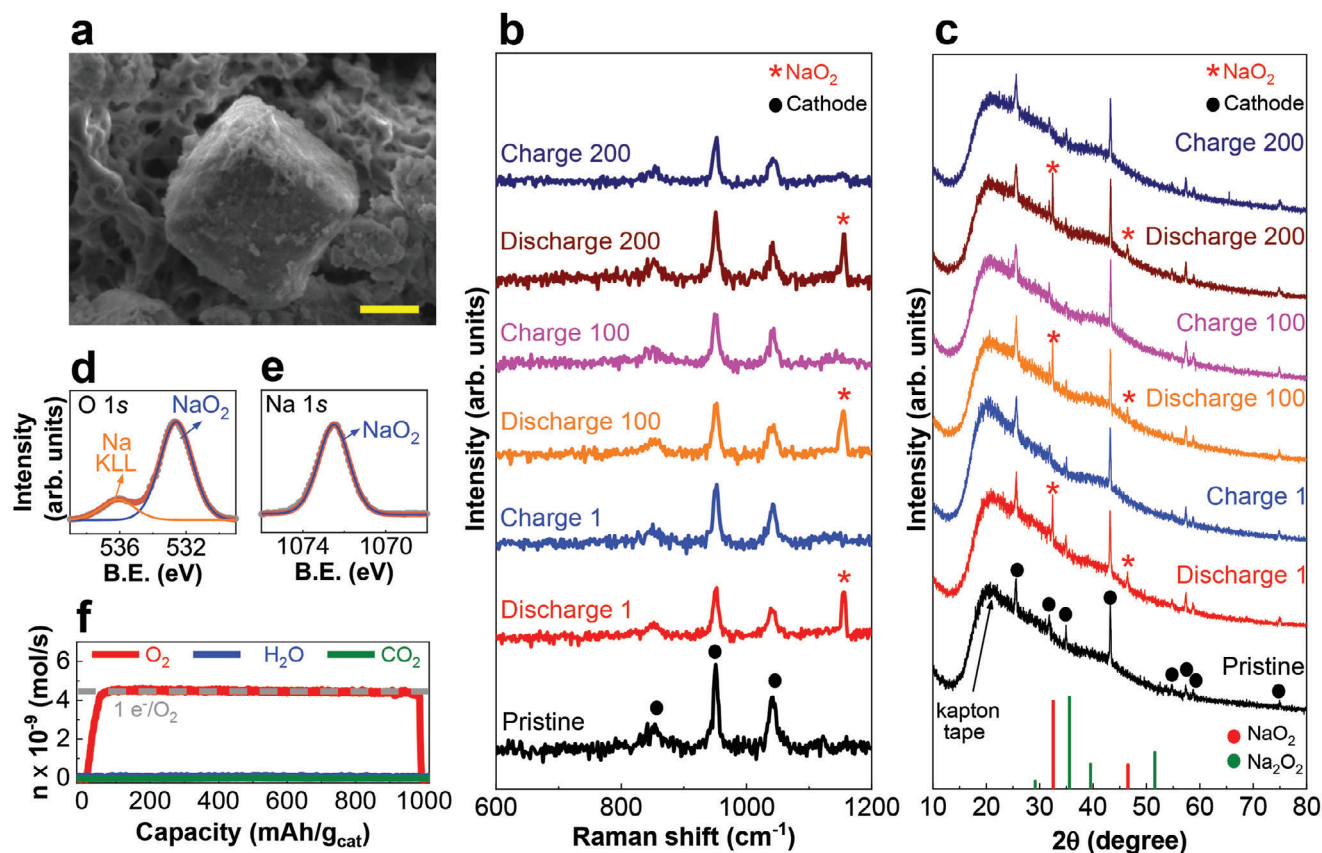 a
b
* NaO₂
● Cathode
Charge 200
Discharge 200
*
Charge 100
Discharge 100
*
Charge 1
Discharge 1
*
Pristine
Intensity (arb. units)
600 800 1000 1200
Raman shift (cm⁻¹)
c
* NaO₂
● Cathode
Charge 200
*
*
Discharge 200
Charge 100
*
*
Discharge 100
Charge 1
*
*
Discharge 1
Pristine
kapton
tape
● NaO₂
● Na₂O₂
Intensity (arb. units)
10 20 30 40 50 60 70 80
2θ (degree)
d
O 1s
NaO₂
Na
KLL
Intensity
(arb. units)
536 532
B.E. (eV)
e
Na 1s
NaO₂
1074 1070
B.E. (eV)
f
O₂ H₂O CO₂
1 e⁻/O₂
n x 10⁻⁹ (mol/s)
6
4
2
0
0 200 400 600 800 1000
Capacity (mAh/g_cat)